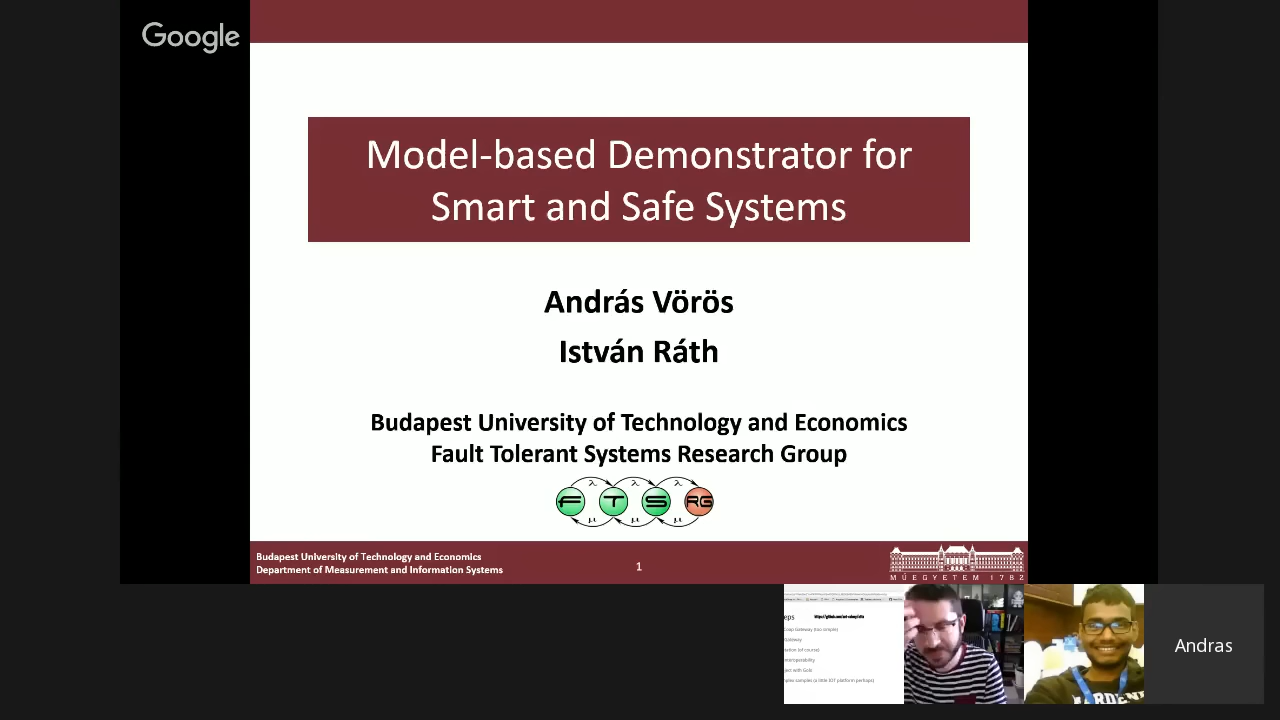 Google
Model-based Demonstrator for
Smart and Safe Systems
András Vörös
István Ráth
Budapest University of Technology and Economics
Fault Tolerant Systems Research Group
λ λ λ
F T S RG
μ μ μ
Budapest University of Technology and Economics
Department of Measurement and Information Systems
1
MŰEGYETEM 1782
Andras